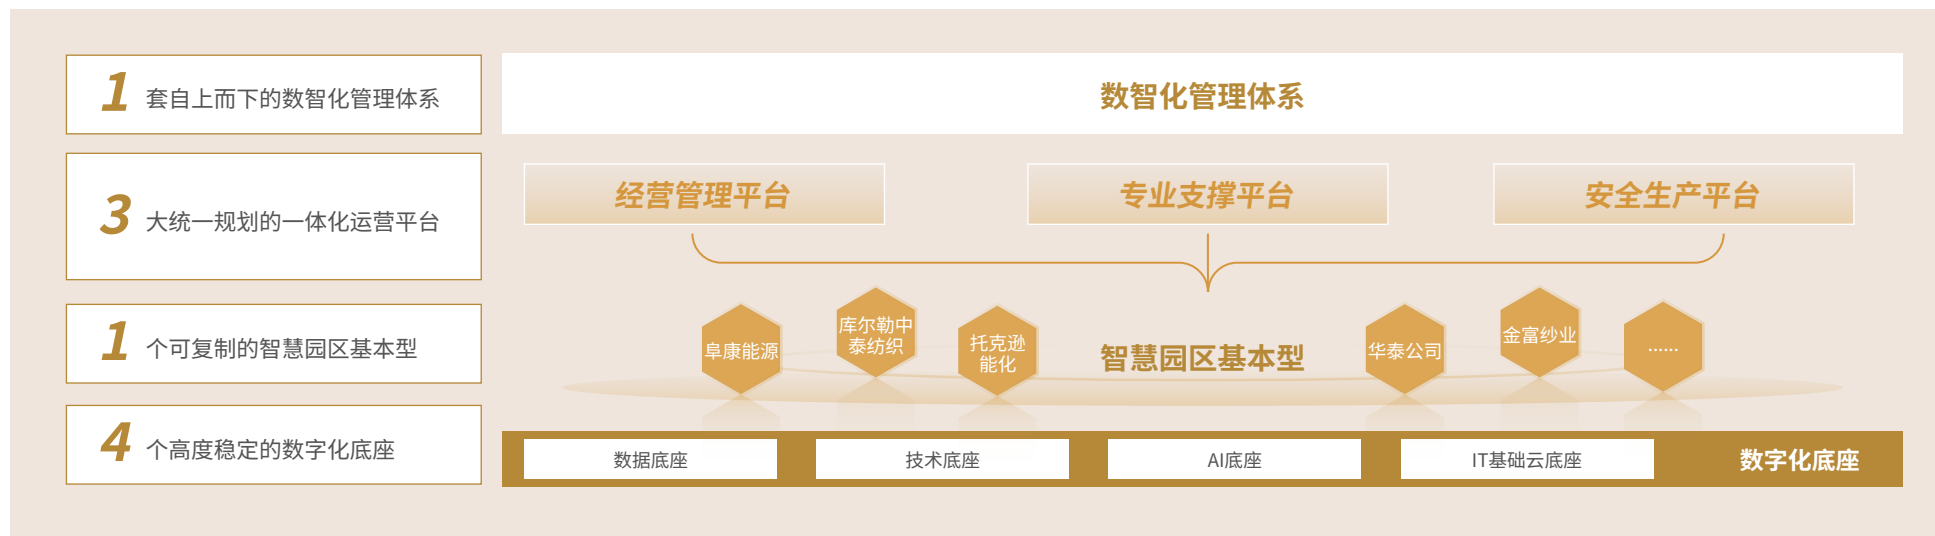 1 套自上而下的数智化管理体系
数智化管理体系
3 大统一规划的一体化运营平台
经营管理平台
专业支撑平台
安全生产平台
1 个可复制的智慧园区基本型
阜康能源
库尔勒中
泰纺织
托克逊
能化
智慧园区基本型
华泰公司
金富纱业
......
4 个高度稳定的数字化底座
数据底座
技术底座
AI底座
IT基础云底座
数字化底座